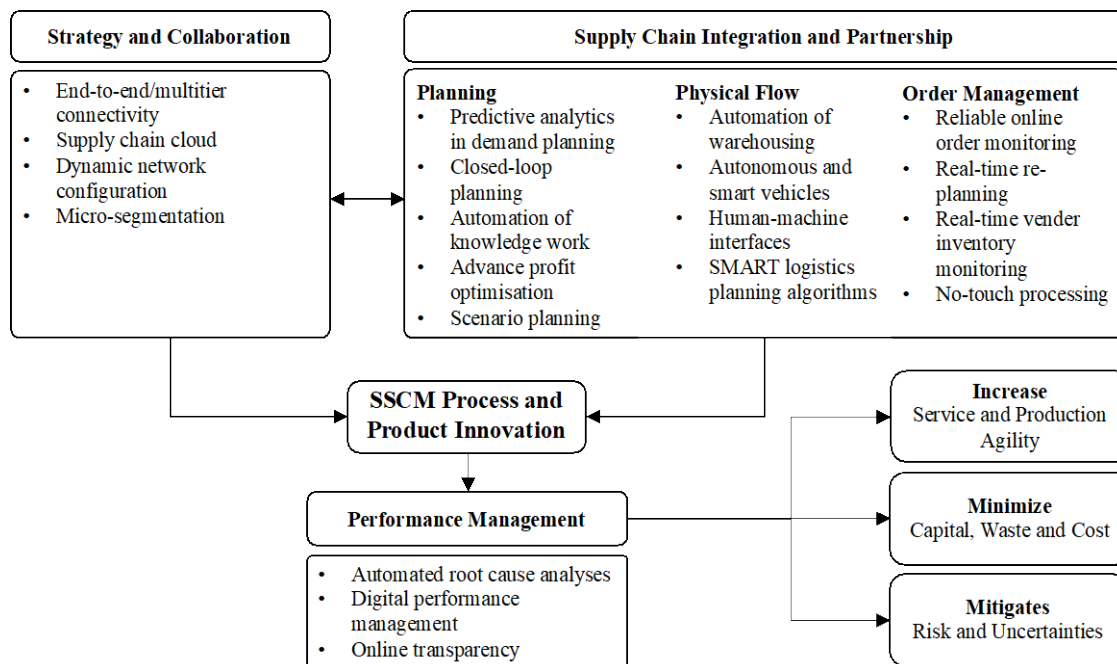 Strategy and Collaboration
• End-to-end/multitier
connectivity
• Supply chain cloud
• Dynamic network
configuration
• Micro-segmentation
Supply Chain Integration and Partnership
Planning
• Predictive analytics
in demand planning
• Closed-loop
planning
• Automation of
knowledge work
• Advance profit
optimisation
• Scenario planning
Physical Flow
• Automation of
warehousing
• Autonomous and
smart vehicles
• Human-machine
interfaces
• SMART logistics
planning algorithms
Order Management
• Reliable online
order monitoring
• Real-time re-
planning
• Real-time vender
inventory
monitoring
• No-touch processing
SSCM Process and
Product Innovation
Performance Management
• Automated root cause analyses
• Digital performance
management
• Online transparency
Increase
Service and Production
Agility
Minimize
Capital, Waste and Cost
Mitigates
Risk and Uncertainties